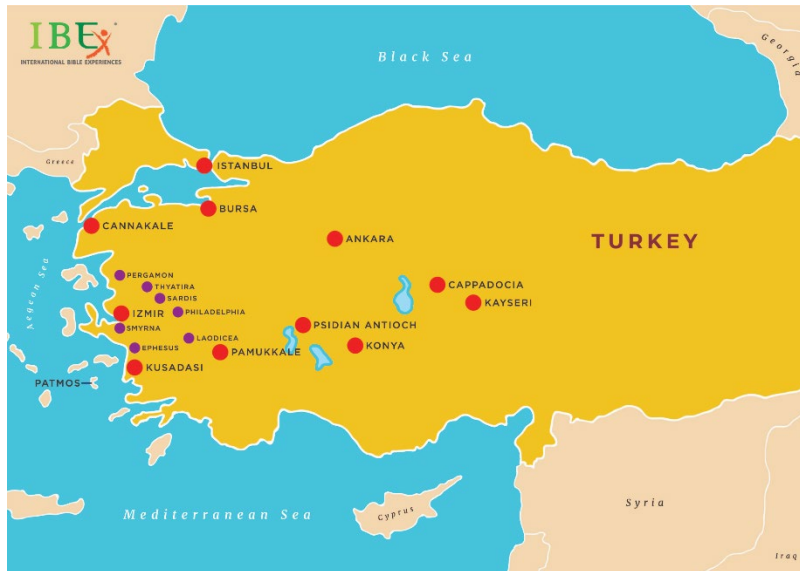 IBEX
INTERNATIONAL BIBLE EXPERIENCES
Black Sea
Georgia
Greece
ISTANBUL
BURSA
CANNAKALE
ANKARA
TURKEY
Aegean Sea
PERGAMON
THYATIRA
SARDIS
CAPPADOCIA
KAYSERI
IZMIR
PHILADELPHIA
SMYRNA
PSIDIAN ANTIOCH
LAODICEA
EPHESUS
PAMUKKALE
KONYA
KUSADASI
PATMOS
Mediterranean Sea
Cyprus
Syria
Iraq